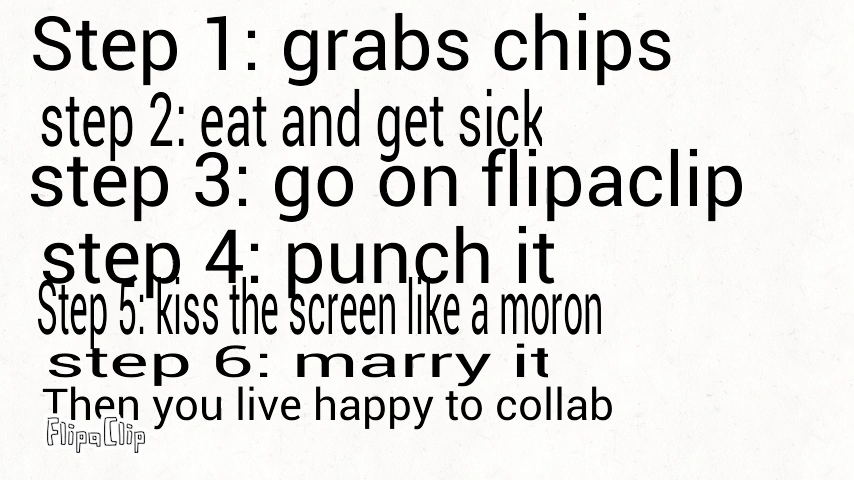 Step 1: grabs chips
step 2: eat and get sick
step 3: go on flipaclip
step 4: punch it
Step 5: kiss the screen like a moron
step 6: marry it
Then you live happy to collab
FlipaClip